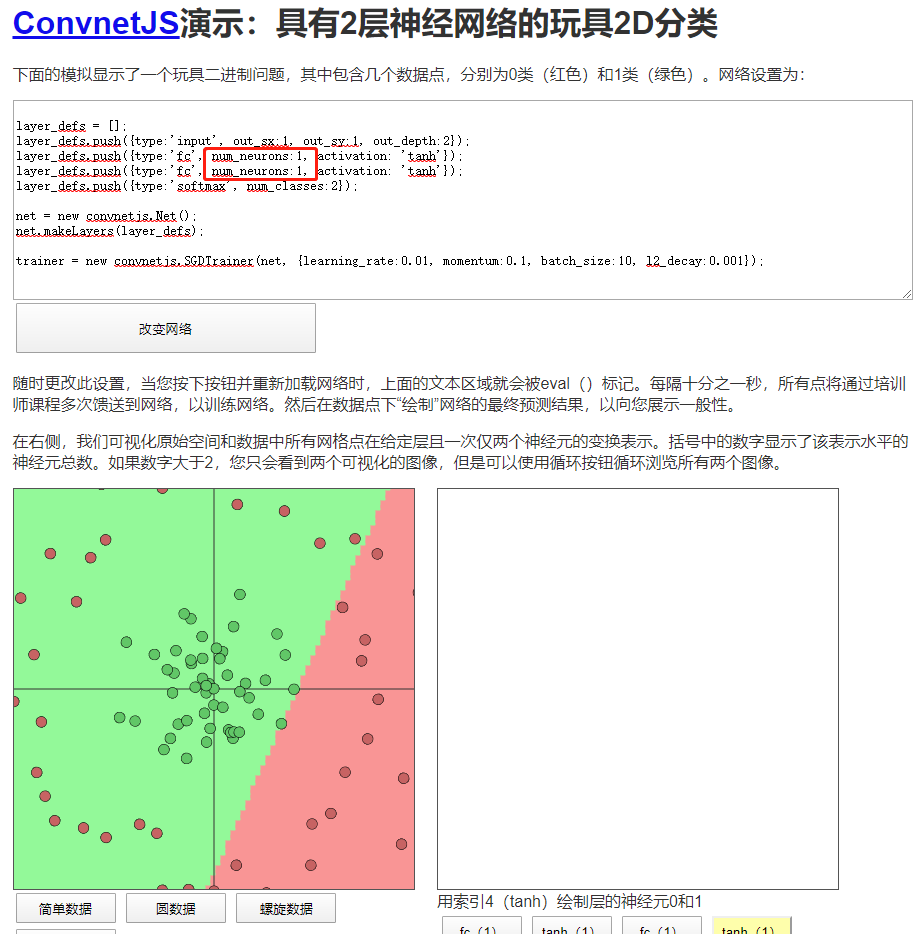 ConvnetJS演示：具有2层神经网络的玩具2D分类
下面的模拟显示了一个玩具二进制问题，其中包含几个数据点，分别为0类（红色）和1类（绿色）。网络设置为：
layer_defs = [];
layer_defs.push({type:'input', out_sx:1, out_sy:1, out_depth:2});
layer_defs.push({type:'fc', num_neurons:1, activation: 'tanh'});
layer_defs.push({type:'fc', num_neurons:1, activation: 'tanh'});
layer_defs.push({type:'softmax', num_classes:2});
net = new convnetjs.Net();
net.makeLayers(layer_defs);
trainer = new convnetjs.SGDTrainer(net, {learning_rate:0.01, momentum:0.1, batch_size:10, l2_decay:0.001});
改变网络
随时更改此设置，当您按下按钮并重新加载网络时，上面的文本区域就会被eval（）标记。每隔十分之一秒，所有点将通过培训
师课程多次馈送到网络，以训练网络。然后在数据点下“绘制”网络的最终预测结果，以向您展示一般性。
在右侧，我们可视化原始空间和数据中所有网格点在给定层且一次仅两个神经元的变换表示。括号中的数字显示了该表示水平的
神经元总数。如果数字大于2，您只会看到两个可视化的图像，但是可以使用循环按钮循环浏览所有两个图像。
用索引4（tanh）绘制层的神经元0和1
简单数据 圆数据 螺旋数据
fc（1） tanh（1） fc（1） tanh（1）